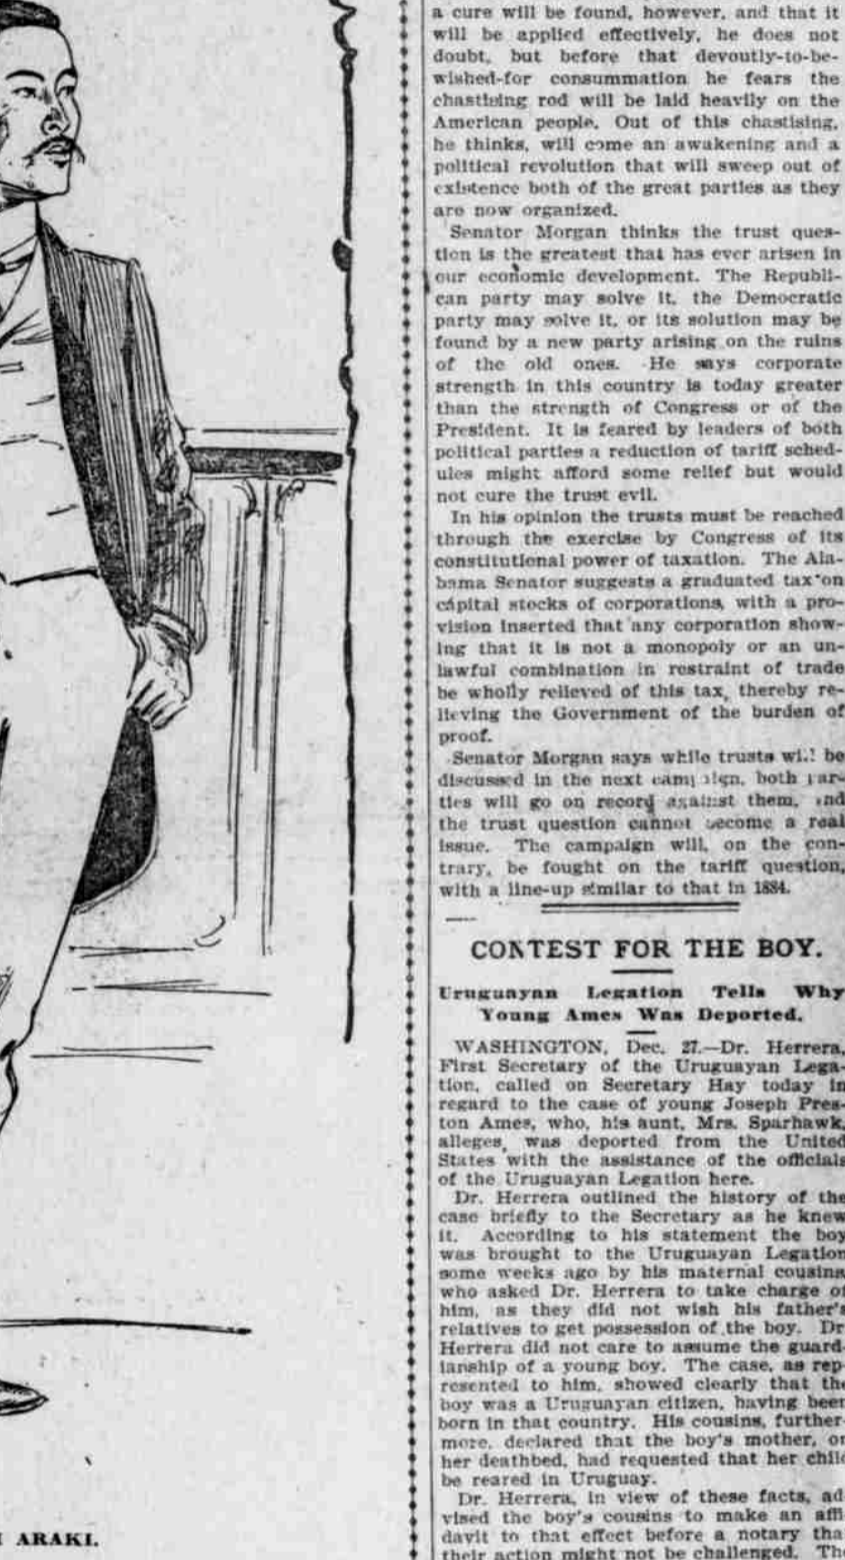 a cure will be found, however, and that it
will be applied effectively, he does not
doubt, but before that devoutly-to-be-
wished-for consummation he fears the
chastising rod will be laid heavily on the
American people. Out of this chastising,
he thinks, will come an awakening and a
political revolution that will sweep out of
existence both of the great parties as they
are now organized.
Senator Morgan thinks the trust ques-
tion is the greatest that has ever arisen in
our economic development. The Republi-
can party may solve it, the Democratic
party may solve it, or its solution may be
found by a new party arising on the ruins
of the old ones. He says corporate
strength in this country is today greater
than the strength of Congress or of the
President. It is feared by leaders of both
political parties a reduction of tariff sched-
ules might afford some relief but would
not cure the trust evil.
In his opinion the trusts must be reached
through the exercise by Congress of its
constitutional power of taxation. The Ala-
bama Senator suggests a graduated tax on
capital stocks of corporations, with a pro-
vision inserted that any corporation show-
ing that it is not a monopoly or an un-
lawful combination in restraint of trade
be wholly relieved of this tax, thereby re-
lieving the Government of the burden of
proof.
Senator Morgan says while trusts will be
discussed in the next campaign, both par-
ties will go on record against them, and
the trust question cannot become a real
issue. The campaign will, on the con-
trary, be fought on the tariff question,
with a line-up similar to that in 1884.
CONTEST FOR THE BOY.
Uruguayan Legation Tells Why
Young Ames Was Deported.
WASHINGTON, Dec. 27.—Dr. Herrera,
First Secretary of the Uruguayan Lega-
tion, called on Secretary Hay today in
regard to the case of young Joseph Pres-
ton Ames, who, his aunt, Mrs. Sparhawk,
alleges, was deported from the United
States with the assistance of the officials
of the Uruguayan Legation here.
Dr. Herrera outlined the history of the
case briefly to the Secretary as he knew
it. According to his statement the boy
was brought to the Uruguayan Legation
some weeks ago by his maternal cousins
who asked Dr. Herrera to take charge of
him, as they did not wish his father's
relatives to get possession of the boy. Dr
Herrera did not care to assume the guard-
ianship of a young boy. The case, as rep-
resented to him, showed clearly that the
boy was a Uruguayan citizen, having been
born in that country. His cousins, further-
more, declared that the boy's mother, on
her deathbed, had requested that her child
be reared in Uruguay.
Dr. Herrera, in view of these facts, ad-
vised the boy's cousins to make an affi-
davit to that effect before a notary that
their action might not be challenged. The
ARAKI.